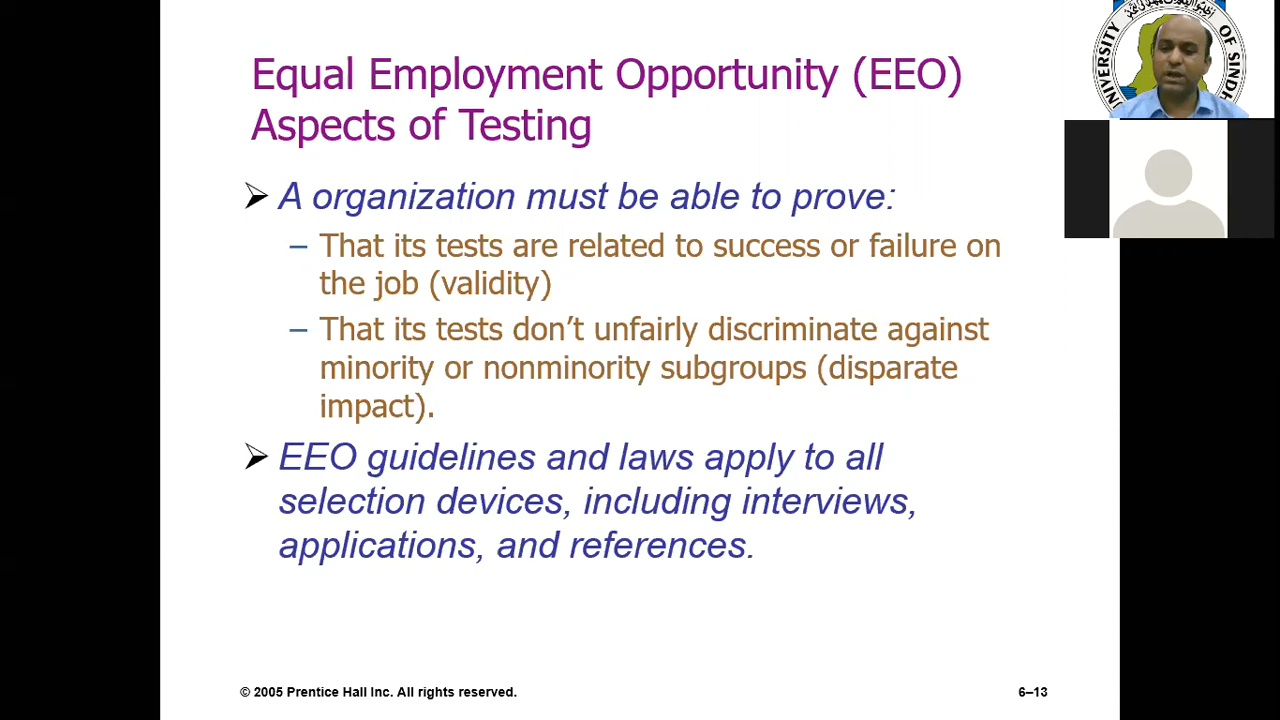 Equal Employment Opportunity (EEO)
Aspects of Testing
➢ A organization must be able to prove:
– That its tests are related to success or failure on
the job (validity)
– That its tests don’t unfairly discriminate against
minority or nonminority subgroups (disparate
impact).
➢ EEO guidelines and laws apply to all
selection devices, including interviews,
applications, and references.
© 2005 Prentice Hall Inc. All rights reserved.
6–13
UNIVERSITY
OF SINDH